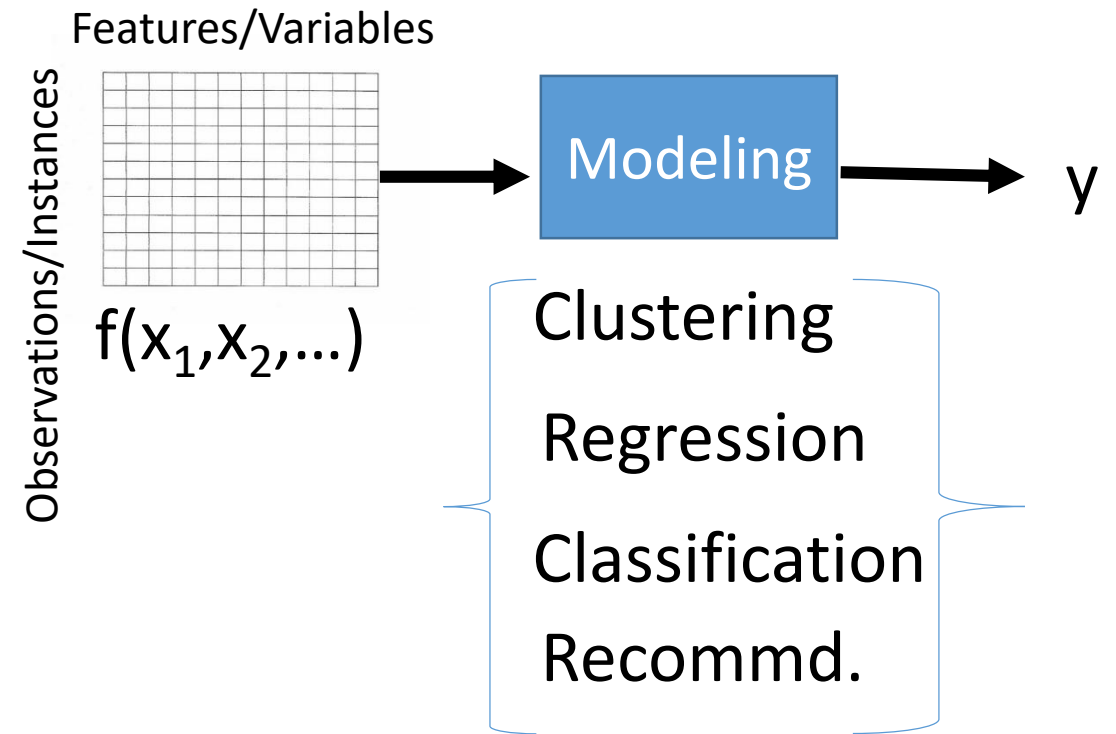 Features/Variables
Observations/Instances
f(x₁,x₂,...)
Modeling
y
Clustering
Regression
Classification
Recommd.